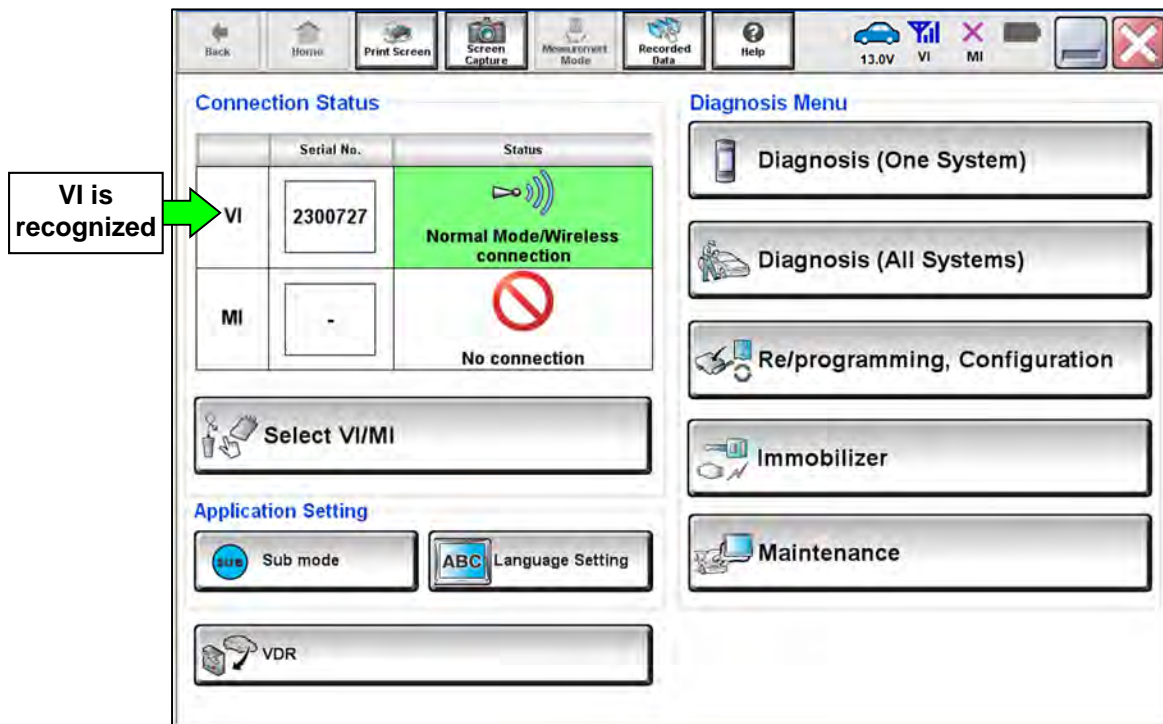 Back
Home
Print Screen
Screen
Capture
Measurement
Mode
Recorded
Data
Help
13.0V
VI
MI
Connection Status
Serial No.
Status
VI is
recognized
VI
2300727
Normal Mode/Wireless
connection
MI
-
No connection
Select VI/MI
Application Setting
SUB
Sub mode
ABC
Language Setting
VDR
Diagnosis Menu
Diagnosis (One System)
Diagnosis (All Systems)
Re/programming, Configuration
Immobilizer
Maintenance